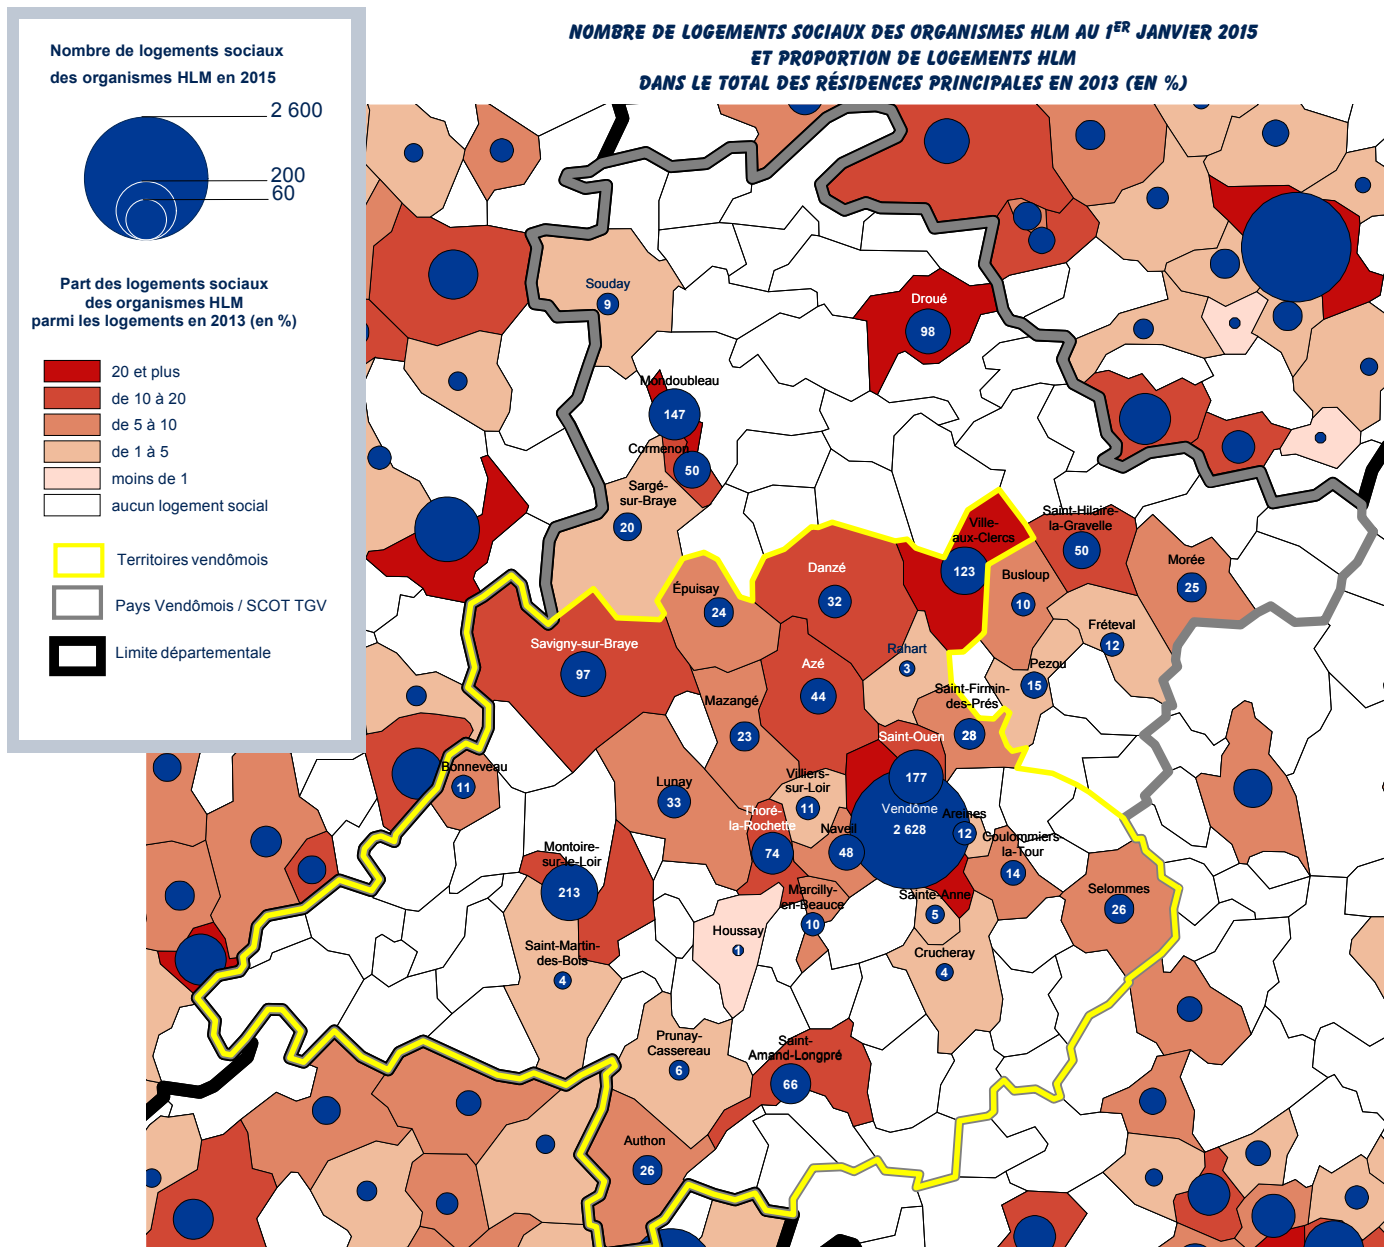 NOMBRE DE LOGEMENTS SOCIAUX DES ORGANISMES HLM AU 1ER JANVIER 2015
ET PROPORTION DE LOGEMENTS HLM
DANS LE TOTAL DES RÉSIDENCES PRINCIPALES EN 2013 (EN %)
Nombre de logements sociaux
des organismes HLM en 2015
2 600
200
60
Part des logements sociaux
des organismes HLM
parmi les logements en 2013 (en %)
20 et plus
de 10 à 20
de 5 à 10
de 1 à 5
moins de 1
aucun logement social
Territoires vendômois
Pays Vendômois / SCOT TGV
Limite départementale
Souday
9
Droué
98
Mondoubleau
147
Cormenon
50
Sargé-
sur-Braye
20
Ville-
aux-Clercs
123
Saint-Hilaire-
la-Gravelle
50
Morée
25
Busloup
10
Danzé
32
Épuisay
24
Fréteval
12
Savigny-sur-Braye
97
Azé
44
Rahart
3
Pezou
15
Saint-Firmin-
des-Prés
28
Mazangé
23
Saint-Ouen
177
Bonneveau
11
Lunay
33
Villiers-
sur-Loir
11
Vendôme
2 628
Areines
12
Thoré-
la-Rochette
74
Naveil
48
Coulommiers-
la-Tour
14
Montoire-
sur-le-Loir
213
Marcilly-
en-Beauce
10
Sainte-Anne
5
Selommes
26
Houssay
1
Saint-Martin-
des-Bois
4
Crucheray
4
Prunay-
Cassereau
6
Saint-
Amand-Longpré
66
Authon
26